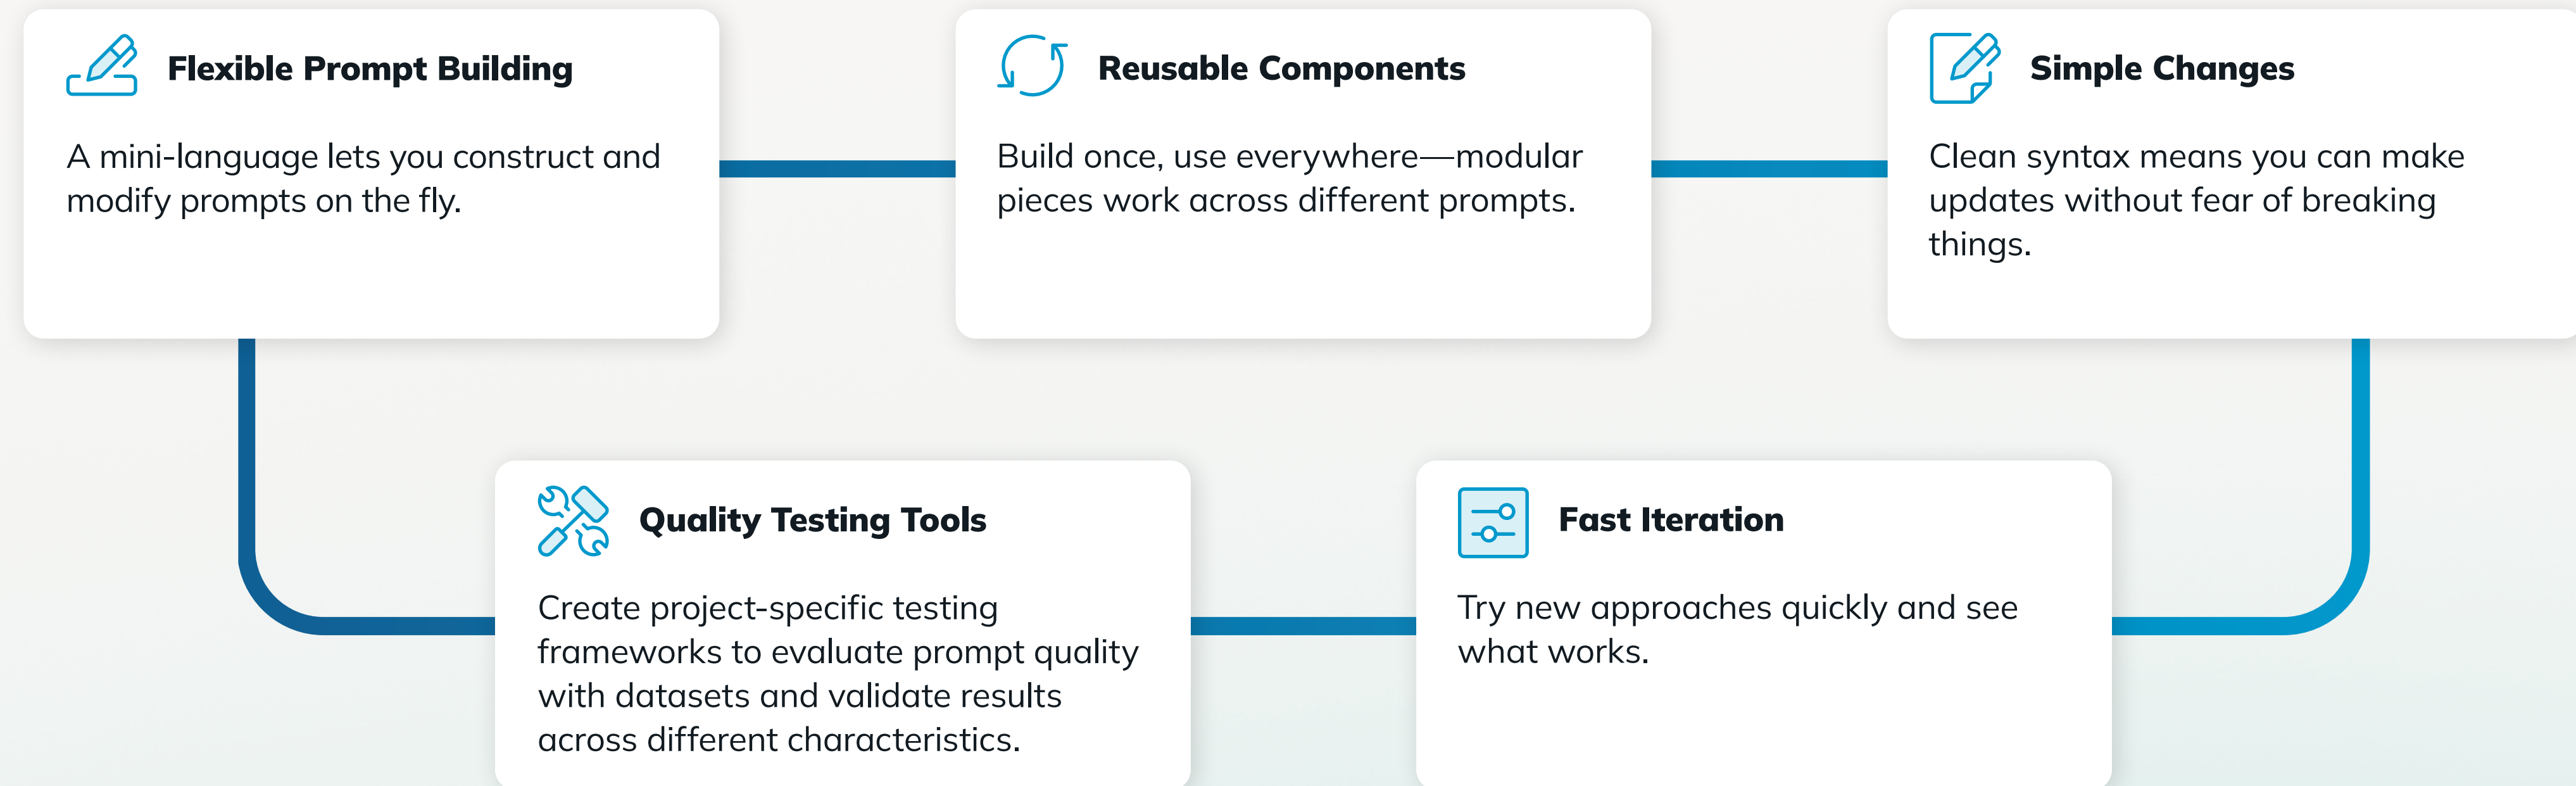 Flexible Prompt Building
A mini-language lets you construct and
modify prompts on the fly.
Reusable Components
Build once, use everywhere—modular
pieces work across different prompts.
Simple Changes
Clean syntax means you can make
updates without fear of breaking
things.
Quality Testing Tools
Create project-specific testing
frameworks to evaluate prompt quality
with datasets and validate results
across different characteristics.
Fast Iteration
Try new approaches quickly and see
what works.